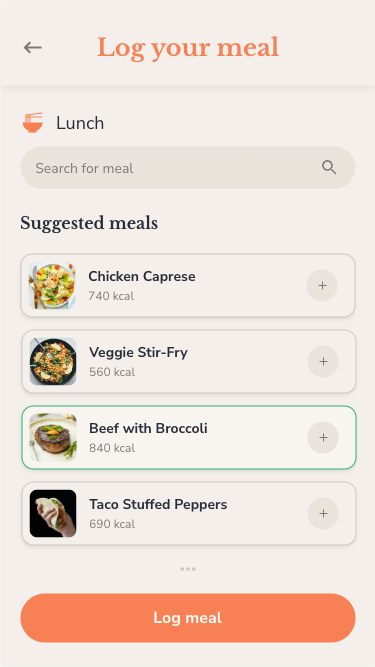 Log your meal
Lunch
Search for meal
Suggested meals
Chicken Caprese
740 kcal
Veggie Stir-Fry
560 kcal
Beef with Broccoli
840 kcal
Taco Stuffed Peppers
690 kcal
Log meal